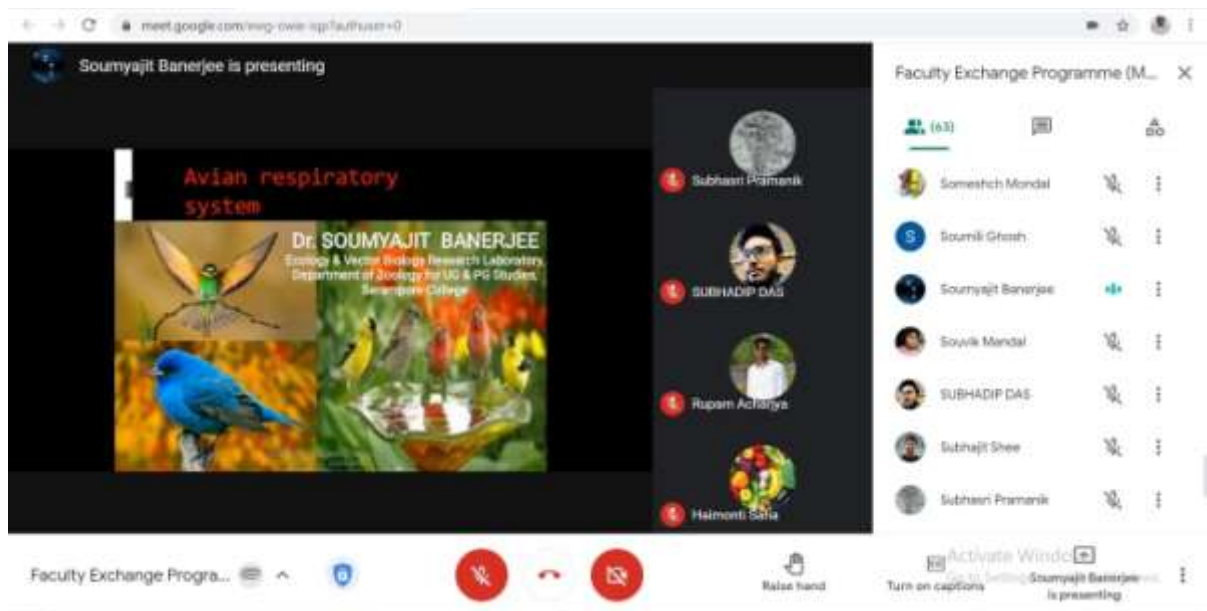 meet.google.com/
Soumyajit Banerjee is presenting
Avian respiratory
system
Dr. SOUMYAJIT BANERJEE
Ecology & Vector Biology Research Laboratory,
Department of Zoology for UG & PG Studies,
Serampore College
Subhasri Pramanik
SUBHADIP DAS
Rupam Acharya
Haimonti Saha
Faculty Exchange Programme (M...
(63)
Someshch Mondal
S
Soumili Ghosh
Soumyajit Banerjee
Souvik Mandal
SUBHADIP DAS
Subhajit Shee
Subhasri Pramanik
Faculty Exchange Progra...
Raise hand
Turn on captions
Activate Windo
Soumyajit Banerjee
is presenting